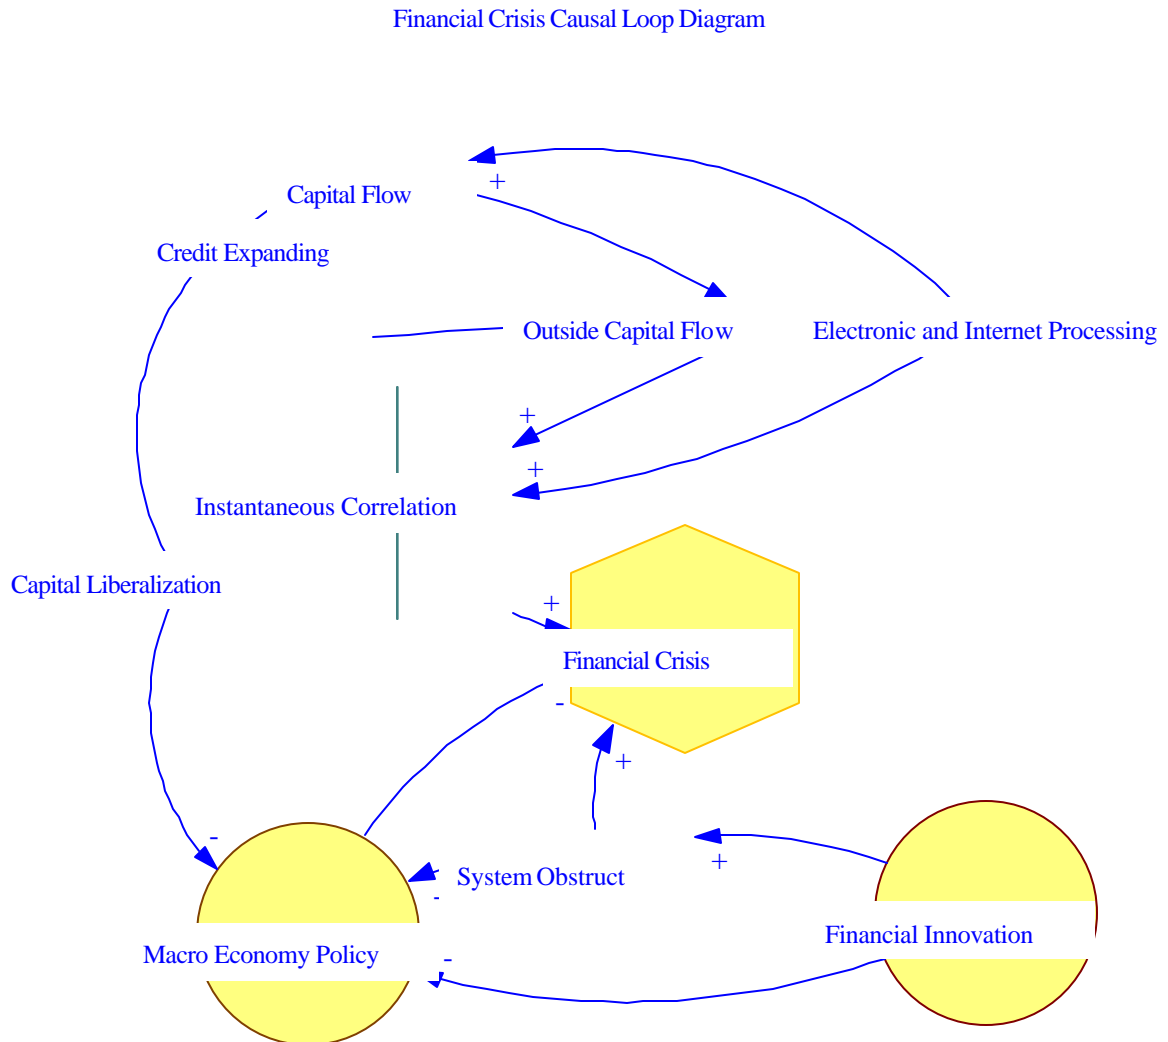 Financial Crisis Causal Loop Diagram
+
Capital Flow
Credit Expanding
Outside Capital Flow
Electronic and Internet Processing
+
+
Instantaneous Correlation
Capital Liberalization
+
Financial Crisis
-
+
-
+
System Obstruct
-
Financial Innovation
Macro Economy Policy
-